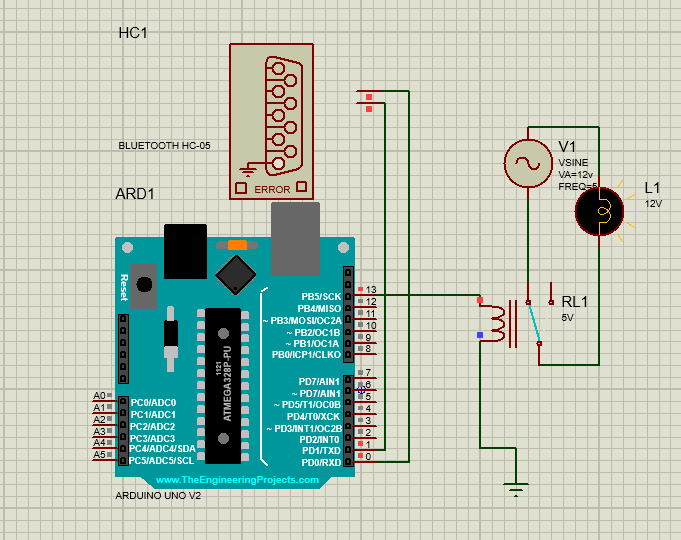 HC1
BLUETOOTH HC-05
ERROR
ARD1
Reset
1121
ATMEGA328P-PU
PB5/SCK 13
PB4/MISO 12
~ PB3/MOSI/OC2A 11
~ PB2/OC1B 10
~ PB1/OC1A 9
PB0/ICP1/CLKO 8
PD7/AIN1 7
~ PD7/AIN1 6
~ PD5/T1/OC0B 5
PD4/T0/XCK 4
~ PD3/INT1/OC2B 3
PD2/INT0 2
PD1/TXD 1
PD0/RXD 0
A0 PC0/ADC0
A1 PC1/ADC1
A2 PC2/ADC2
A3 PC3/ADC3
A4 PC4/ADC4/SDA
A5 PC5/ADC5/SCL
www.TheEngineeringProjects.com
ARDUINO UNO V2
V1
VSINE
VA=12v
FREQ=5
L1
12V
RL1
5V